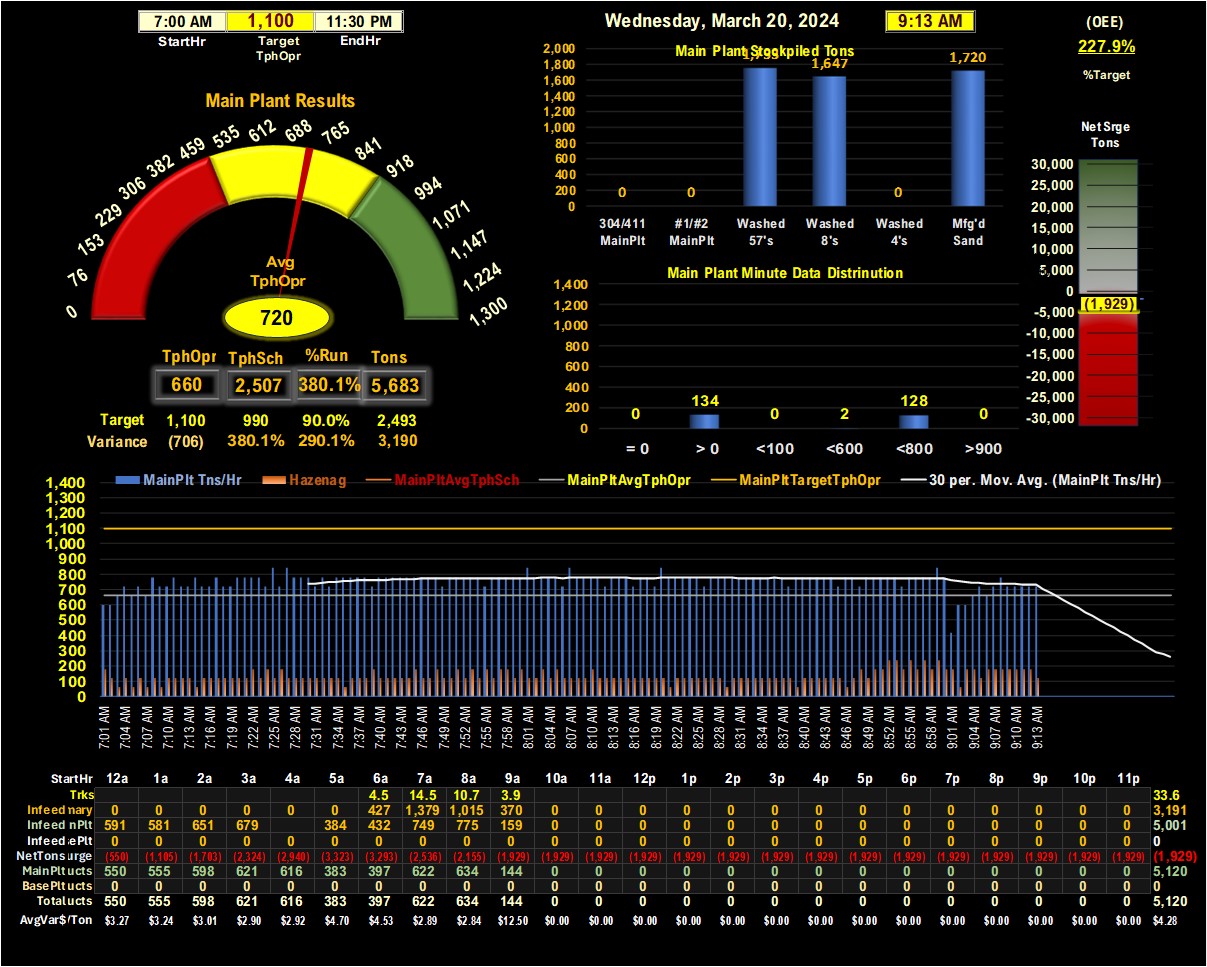 7:00 AM 1,100 11:30 PM
StartHr Target TphOpr EndHr
Wednesday, March 20, 2024 9:13 AM
(OEE)
227.9%
%Target
Main Plant Results
0 76 153 229 306 382 459 535 612 688 765 841 918 994 1,071 1,147 1,224 1,300
Avg
TphOpr
720
TphOpr TphSch %Run Tons
660 2,507 380.1% 5,683
Target 1,100 990 90.0% 2,493
Variance (706) 380.1% 290.1% 3,190
Main Plant Stockpiled Tons
2,000
1,800
1,600
1,400
1,200
1,000
800
600
400
200
0
0 0 1,647 0 1,720
304/411 #1/#2 Washed Washed Washed Mfg'd
MainPlt MainPlt 57's 8's 4's Sand
Main Plant Minute Data Distrinution
1,400
1,200
1,000
800
600
400
200
0
0 134 0 2 128 0
= 0 > 0 <100 <600 <800 >900
Net Srge
Tons
30,000
25,000
20,000
15,000
10,000
5,000
0
(1,929)
-5,000
-10,000
-15,000
-20,000
-25,000
-30,000
MainPlt Tns/Hr Hazenag MainPltAvgTphSch MainPltAvgTphOpr MainPltTargetTphOpr 30 per. Mov. Avg. (MainPlt Tns/Hr)
1,400
1,300
1,200
1,100
1,000
900
800
700
600
500
400
300
200
100
0
7:01 AM 7:04 AM 7:07 AM 7:10 AM 7:13 AM 7:16 AM 7:19 AM 7:22 AM 7:25 AM 7:28 AM 7:31 AM 7:34 AM 7:37 AM 7:40 AM 7:43 AM 7:46 AM 7:49 AM 7:52 AM 7:55 AM 7:58 AM 8:01 AM 8:04 AM 8:07 AM 8:10 AM 8:13 AM 8:16 AM 8:19 AM 8:22 AM 8:25 AM 8:28 AM 8:31 AM 8:34 AM 8:37 AM 8:40 AM 8:43 AM 8:46 AM 8:49 AM 8:52 AM 8:55 AM 8:58 AM 9:01 AM 9:04 AM 9:07 AM 9:10 AM 9:13 AM
StartHr 12a 1a 2a 3a 4a 5a 6a 7a 8a 9a 10a 11a 12p 1p 2p 3p 4p 5p 6p 7p 8p 9p 10p 11p
Trks 4.5 14.5 10.7 3.9 33.6
Infeed nary 0 0 0 0 0 0 427 1,379 1,015 370 0 0 0 0 0 0 0 0 0 0 0 0 0 0 3,191
Infeed nPlt 591 581 651 679 384 432 749 775 159 0 0 0 0 0 0 0 0 0 0 0 0 0 0 5,001
Infeed ePlt 0 0 0 0 0 0 0 0 0 0 0 0 0 0 0 0 0 0 0 0 0 0 0 0
NetTons urge (550) (1,105) (1,703) (2,324) (2,940) (3,323) (3,293) (2,536) (2,155) (1,929) (1,929) (1,929) (1,929) (1,929) (1,929) (1,929) (1,929) (1,929) (1,929) (1,929) (1,929) (1,929) (1,929) (1,929) (1,929)
MainPlt ucts 550 555 598 621 616 383 397 622 634 144 0 0 0 0 0 0 0 0 0 0 0 0 0 0 5,120
BasePlt ucts 0 0 0 0 0 0 0 0 0 0 0 0 0 0 0 0 0 0 0 0 0 0 0 0 0
Total ucts 550 555 598 621 616 383 397 622 634 144 0 0 0 0 0 0 0 0 0 0 0 0 0 0 5,120
AvgVar$/Ton $3.27 $3.24 $3.01 $2.90 $2.92 $4.70 $4.53 $2.89 $2.84 $12.50 $0.00 $0.00 $0.00 $0.00 $0.00 $0.00 $0.00 $0.00 $0.00 $0.00 $0.00 $0.00 $0.00 $0.00 $4.28